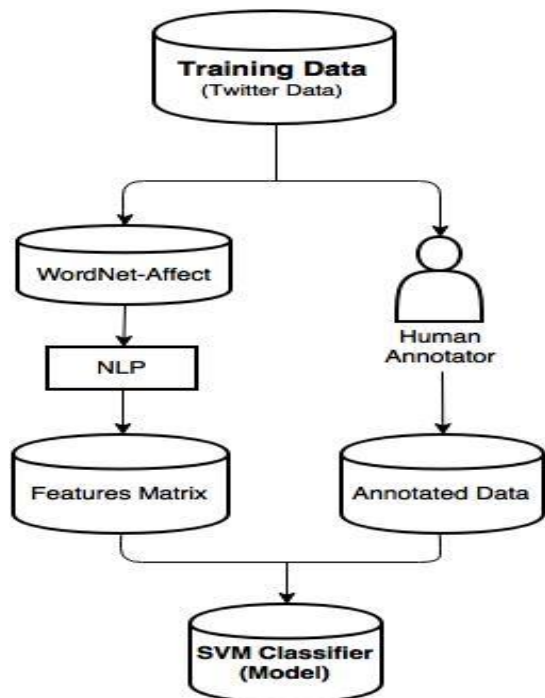 Training Data
(Twitter Data)
WordNet-Affect
NLP
Human
Annotator
Features Matrix
Annotated Data
SVM Classifier
(Model)